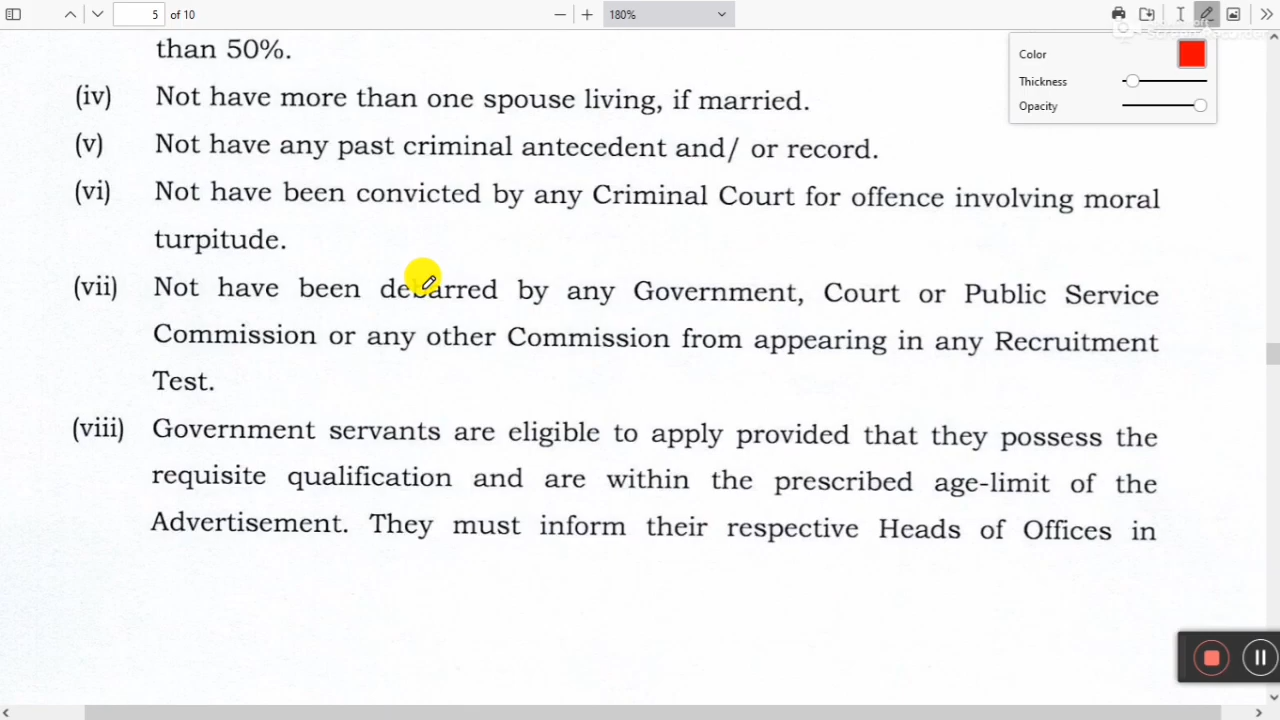 5 of 10
180%
Color
Thickness
Opacity
than 50%.
(iv) Not have more than one spouse living, if married.
(v) Not have any past criminal antecedent and/ or record.
(vi) Not have been convicted by any Criminal Court for offence involving moral
turpitude.
(vii) Not have been debarred by any Government, Court or Public Service
Commission or any other Commission from appearing in any Recruitment
Test.
(viii) Government servants are eligible to apply provided that they possess the
requisite qualification and are within the prescribed age-limit of the
Advertisement. They must inform their respective Heads of Offices in